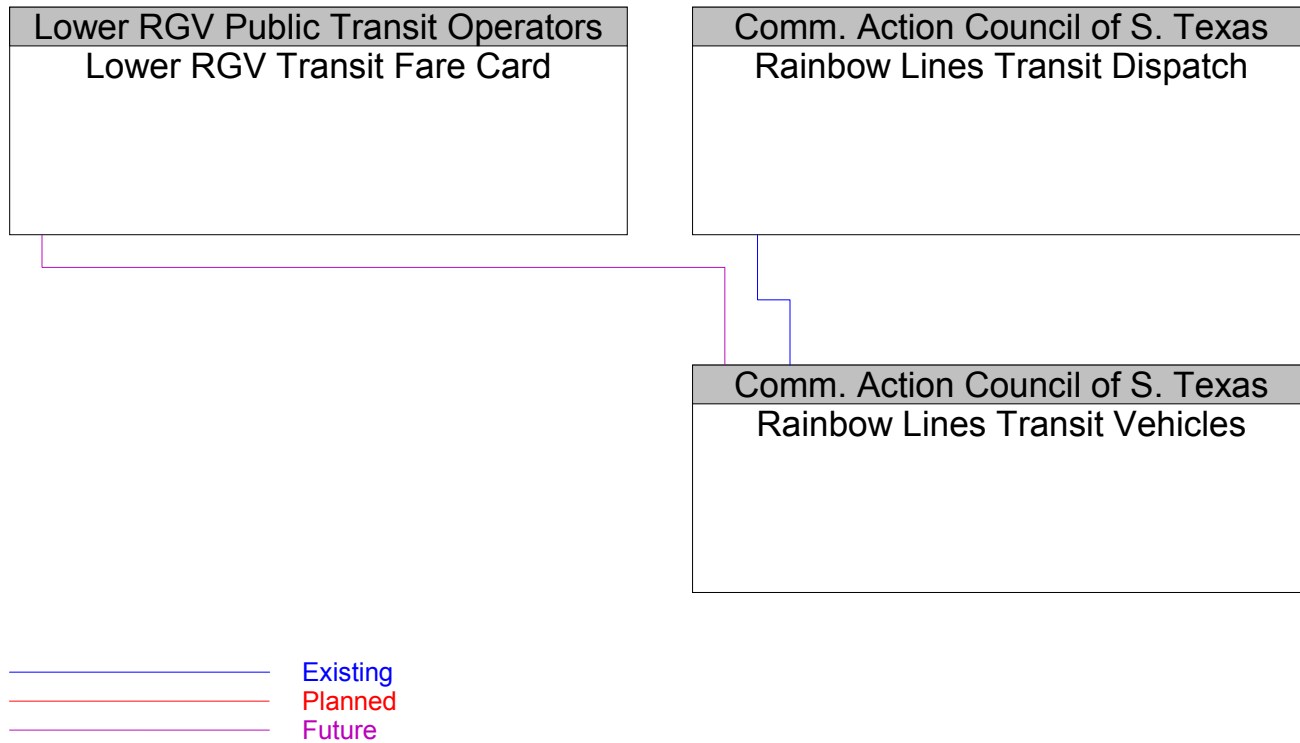 Lower RGV Public Transit Operators
Lower RGV Transit Fare Card
Comm. Action Council of S. Texas
Rainbow Lines Transit Dispatch
Comm. Action Council of S. Texas
Rainbow Lines Transit Vehicles
Existing
Planned
Future